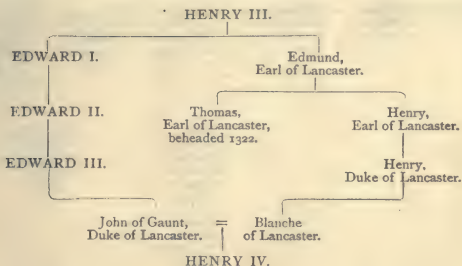 HENRY III.
EDWARD I.
Edmund,
Earl of Lancaster.
EDWARD II.
Thomas,
Earl of Lancaster,
beheaded 1322.
Henry,
Earl of Lancaster.
EDWARD III.
Henry,
Duke of Lancaster.
John of Gaunt,
Duke of Lancaster.
=
Blanche
of Lancaster.
HENRY IV.